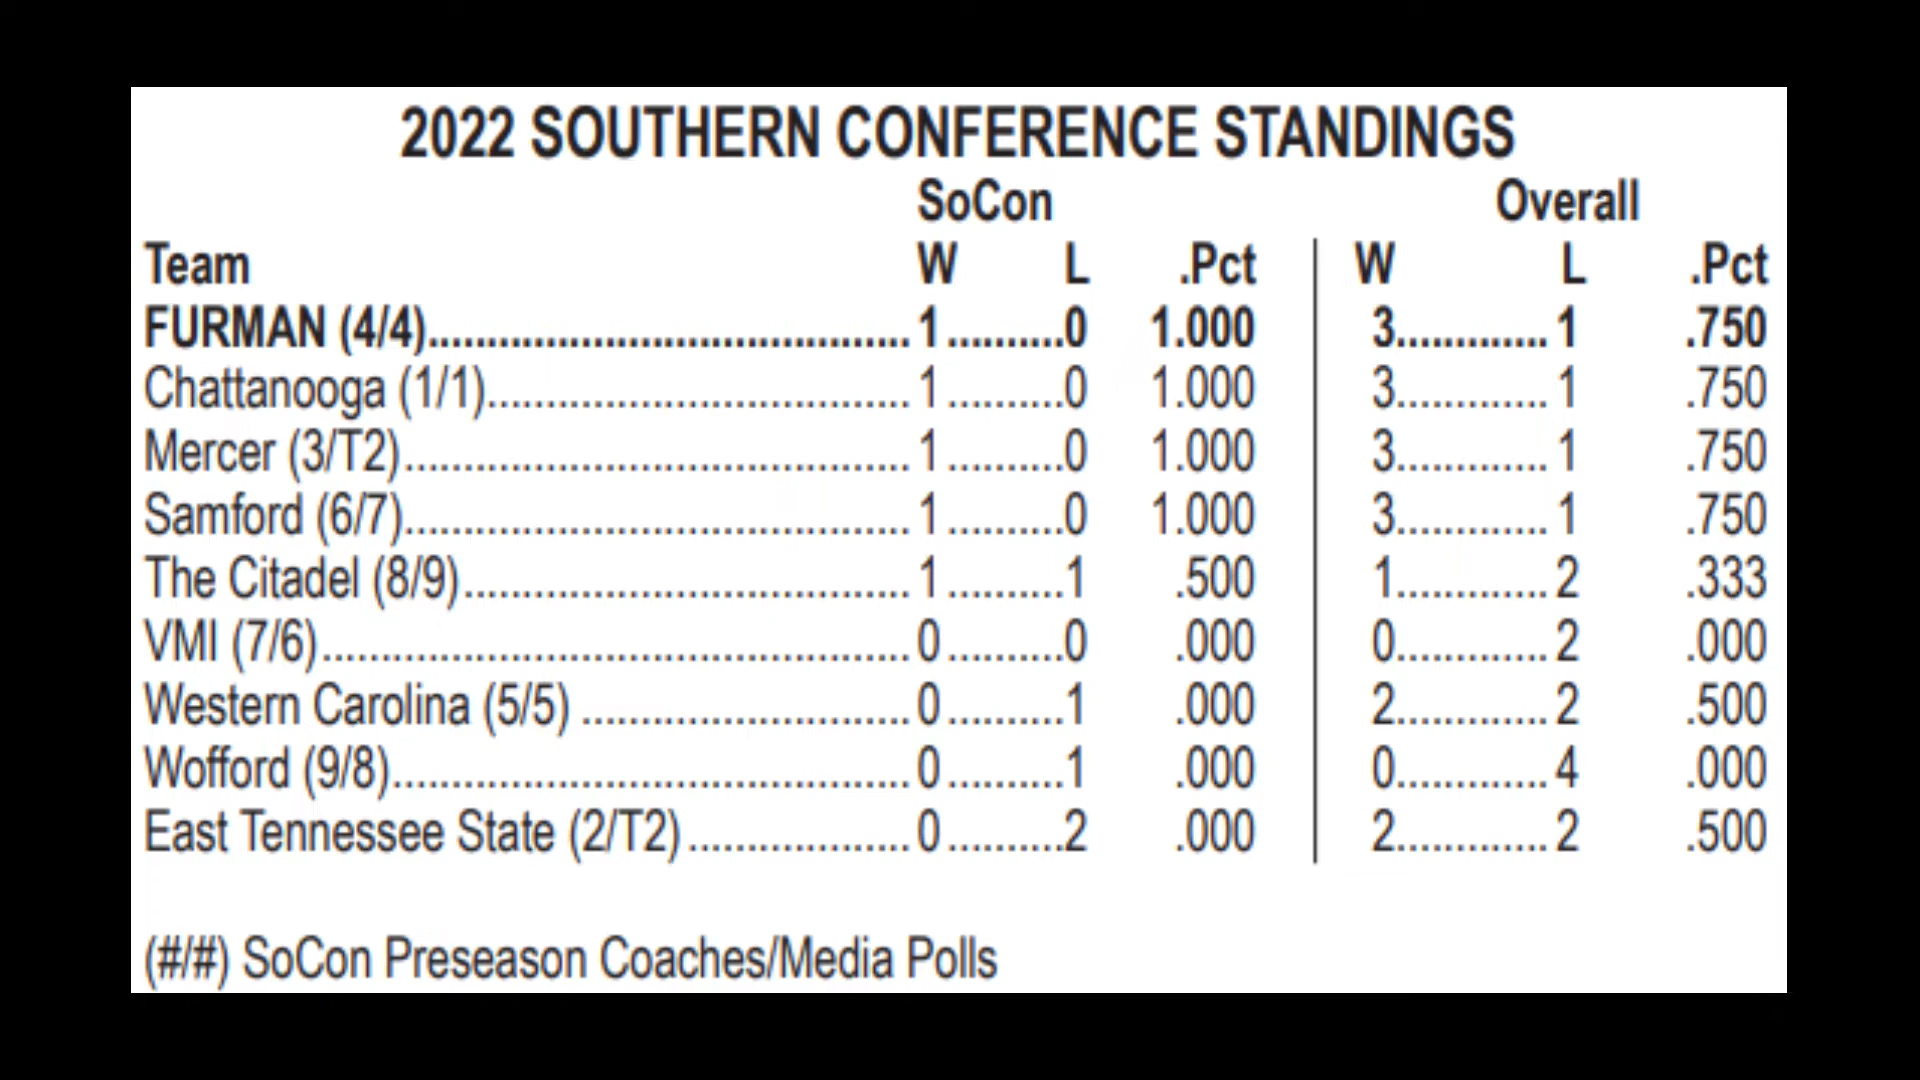 2022 SOUTHERN CONFERENCE STANDINGS
SoCon Overall
Team W L .Pct W L .Pct
FURMAN (4/4)......................................... 1 ..........0 1.000 3............. 1 .750
Chattanooga (1/1).................................... 1 ..........0 1.000 3............. 1 .750
Mercer (3/T2)........................................... 1 ..........0 1.000 3............. 1 .750
Samford (6/7)........................................... 1 ..........0 1.000 3............. 1 .750
The Citadel (8/9)...................................... 1 ..........1 .500 1............. 2 .333
VMI (7/6).................................................. 0 ..........0 .000 0............. 2 .000
Western Carolina (5/5) ............................ 0 ..........1 .000 2............. 2 .500
Wofford (9/8)............................................ 0 ..........1 .000 0............. 4 .000
East Tennessee State (2/T2) ................... 0 ..........2 .000 2............. 2 .500
(#/#) SoCon Preseason Coaches/Media Polls